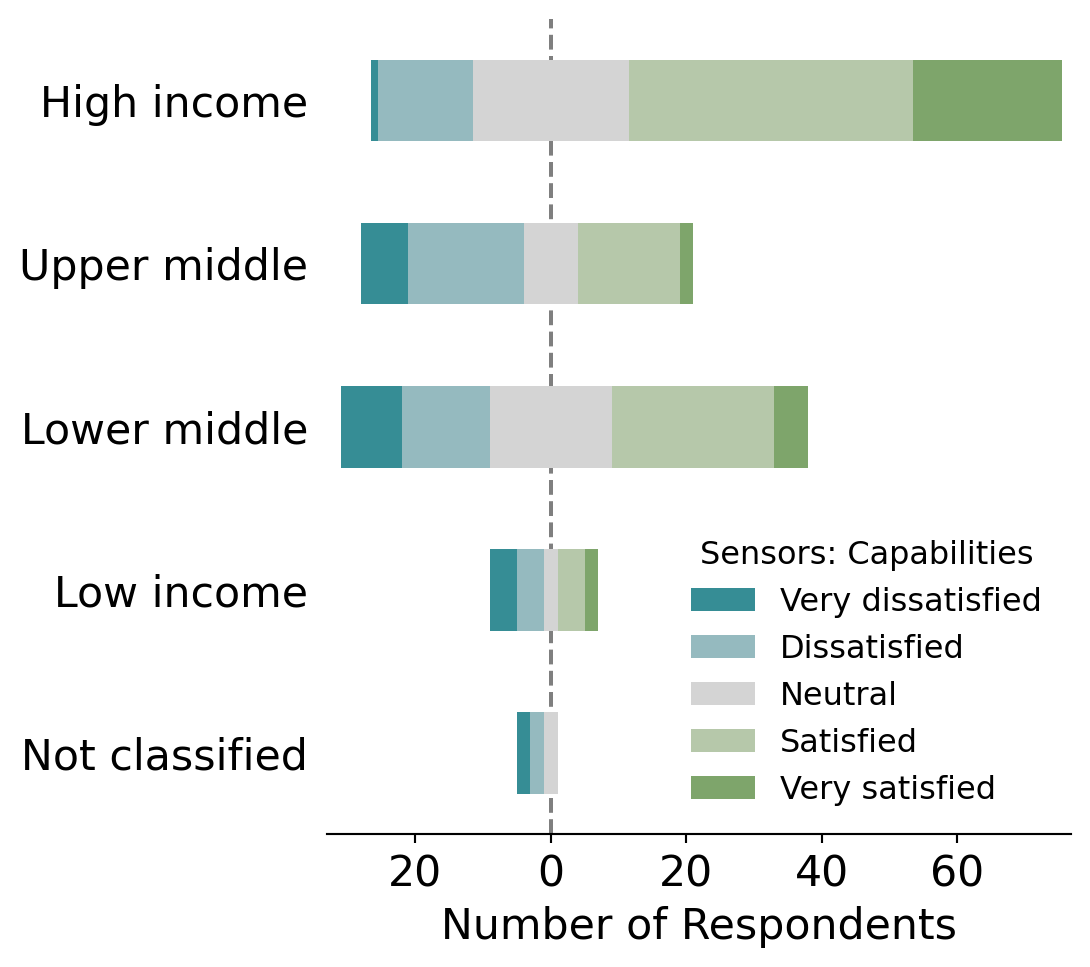 High income
Upper middle
Lower middle
Low income
Not classified
Sensors: Capabilities
Very dissatisfied
Dissatisfied
Neutral
Satisfied
Very satisfied
20 0 20 40 60
Number of Respondents